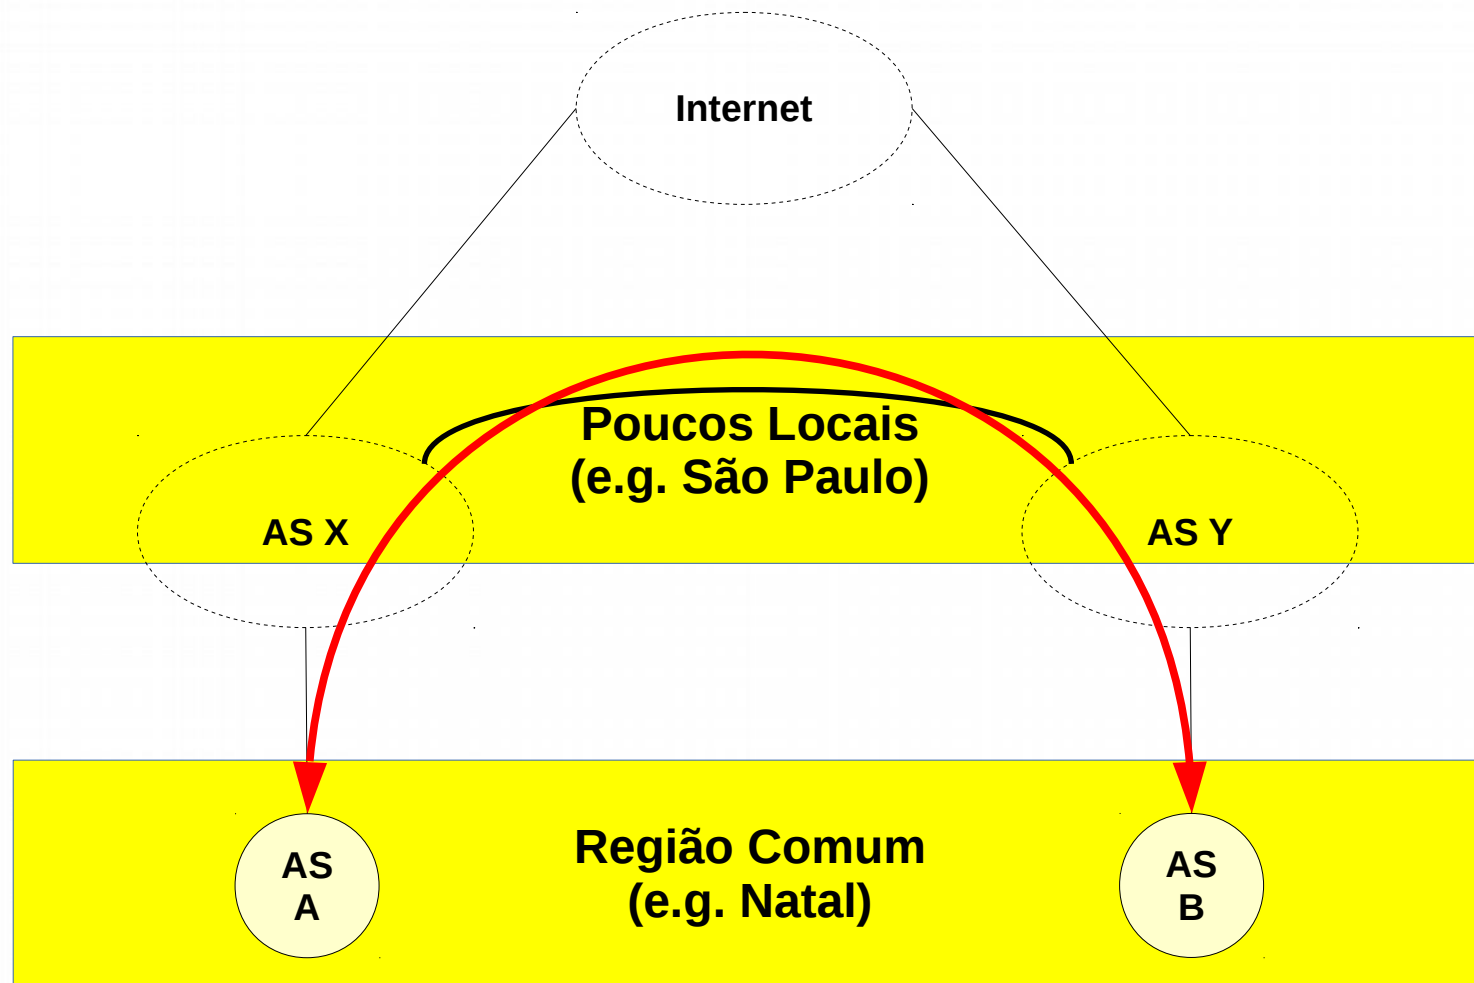 Internet
Poucos Locais
(e.g. São Paulo)
AS X
AS Y
Região Comum
(e.g. Natal)
AS
A
AS
B